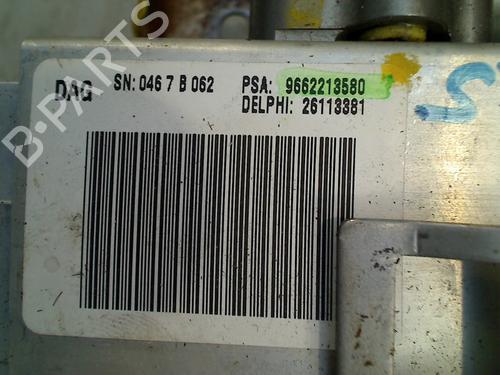 DAG SN: 046 7 B 062 PSA: 9662213580
DELPHI: 26113381
B-PARTS